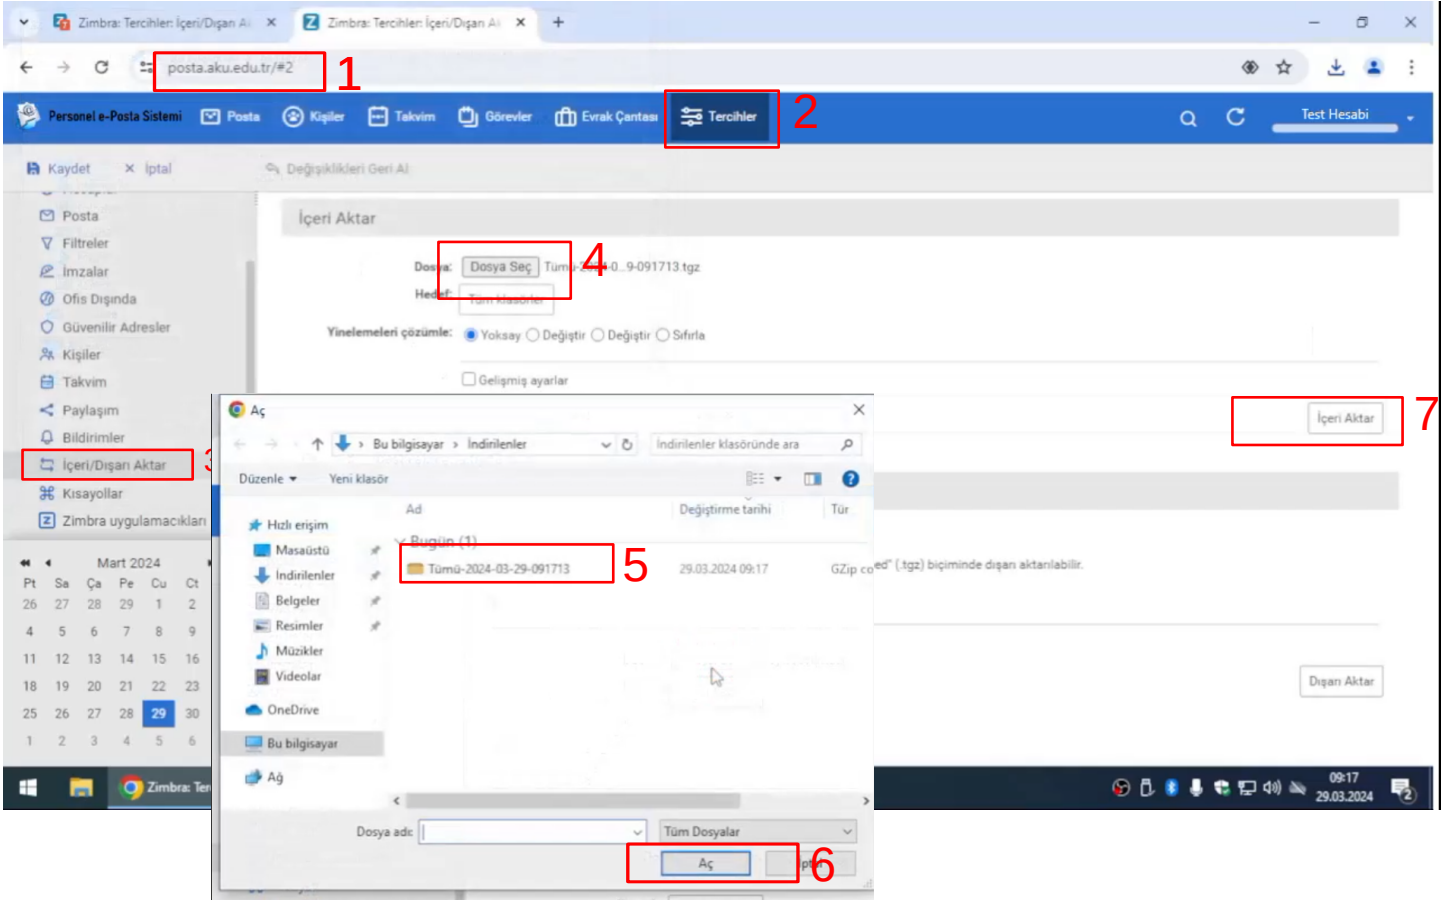 Zimbra: Tercihler: İçeri/Dışarı A
Zimbra: Tercihler: İçeri/Dışarı A
posta.aku.edu.tr/#2
1
Personel e-Posta Sistemi
Posta
Kişiler
Takvim
Görevler
Evrak Çantası
Tercihler
2
Test Hesabi
Kaydet
İptal
Değişiklikleri Geri Al
Posta
Filtreler
İmzalar
Ofis Dışında
Güvenilir Adresler
Kişiler
Takvim
Paylaşım
Bildirimler
İçeri/Dışarı Aktar
3
Kısayollar
Zimbra uygulamacıkları
İçeri Aktar
Dosya: Dosya Seç Tümü-2024-0...9-091713.tgz
4
Hedef: Tüm klasörler
Yinelemeleri çözümle: Yoksay Değiştir Değiştir Sıfırla
Gelişmiş ayarlar
İçeri Aktar
7
ed" (.tgz) biçiminde dışarı aktarılabilir.
Dışarı Aktar
Mart 2024
Pt Sa Ça Pe Cu Ct
26 27 28 29 1 2
4 5 6 7 8 9
11 12 13 14 15 16
18 19 20 21 22 23
25 26 27 28 29 30
1 2 3 4 5 6
Aç
Bu bilgisayar > İndirilenler
İndirilenler klasöründe ara
Düzenle
Yeni klasör
Ad
Değiştirme tarihi
Tür
Bugün (1)
Tümü-2024-03-29-091713
5
29.03.2024 09:17
GZip co
Hızlı erişim
Masaüstü
İndirilenler
Belgeler
Resimler
Müzikler
Videolar
OneDrive
Bu bilgisayar
Ağ
Dosya adı:
Tüm Dosyalar
Aç
İptal
6
Zimbra: Ter
09:17
29.03.2024
2